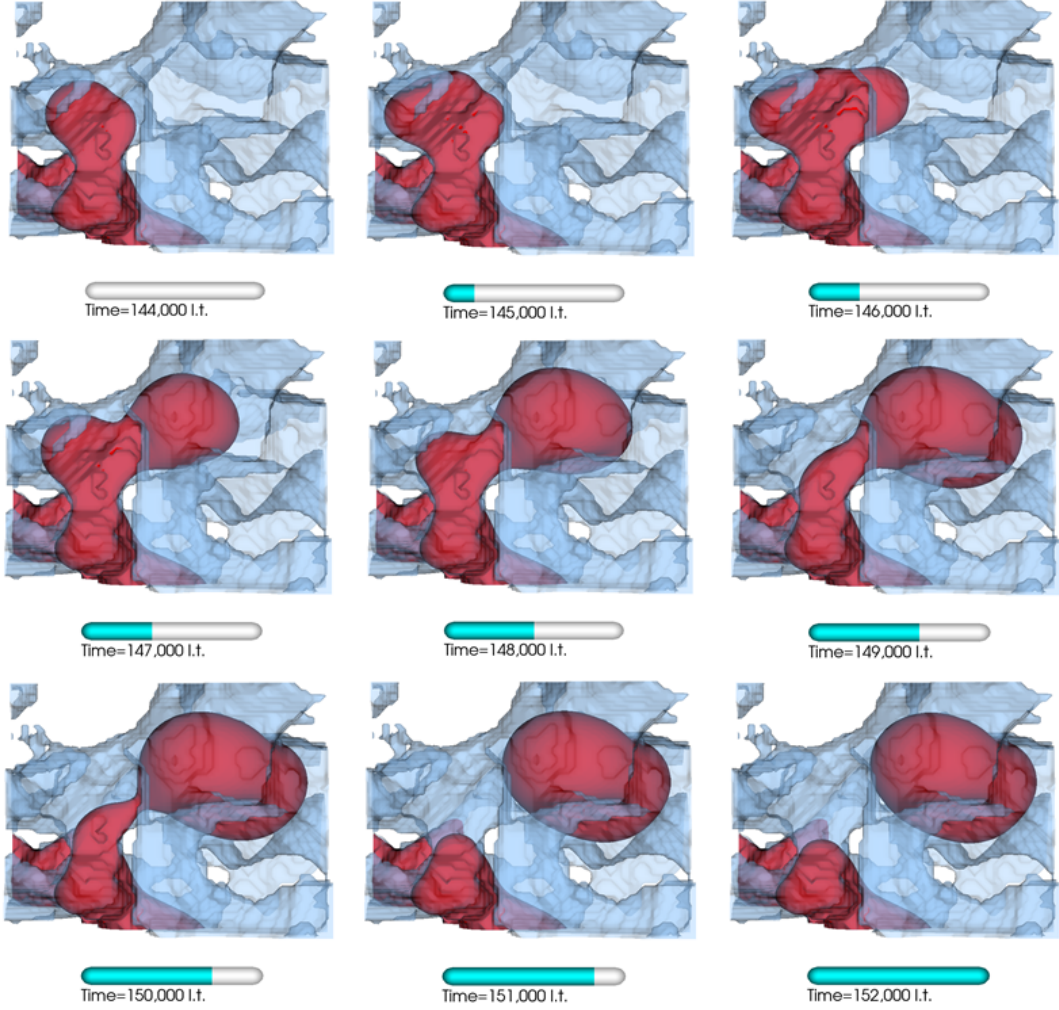 Time=144,000 l.t.
Time=145,000 l.t.
Time=146,000 l.t.
Time=147,000 l.t.
Time=148,000 l.t.
Time=149,000 l.t.
Time=150,000 l.t.
Time=151,000 l.t.
Time=152,000 l.t.